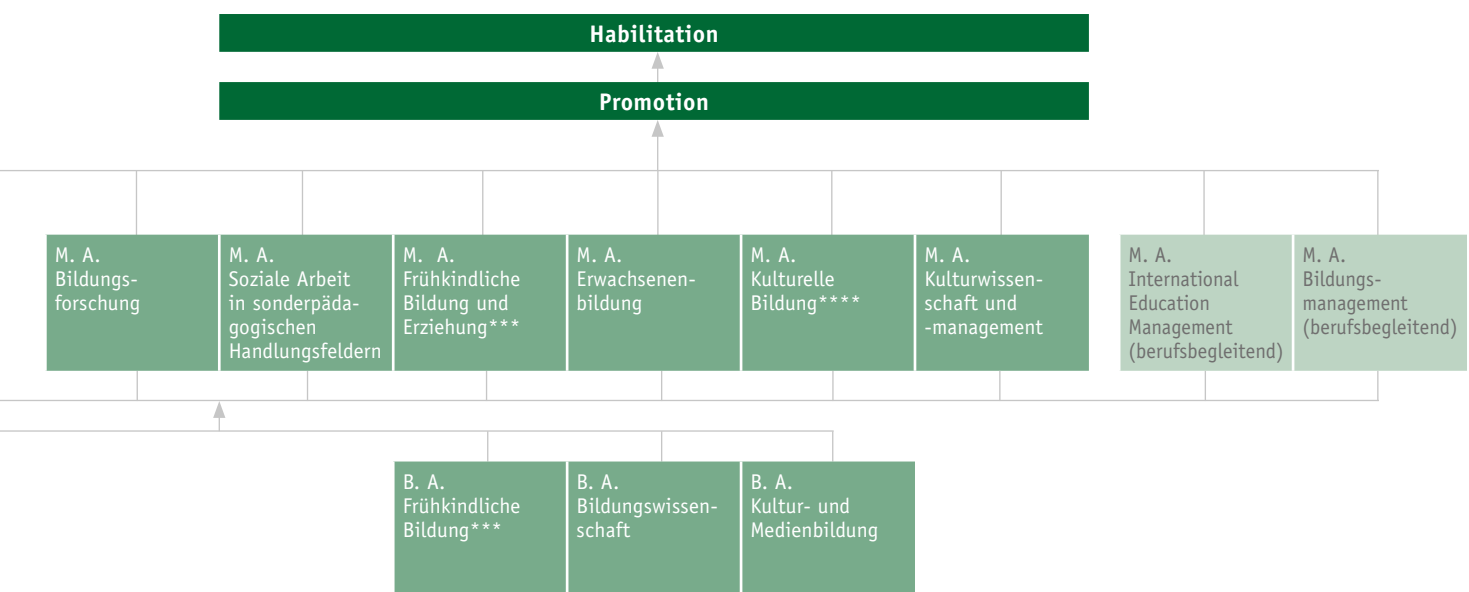 Habilitation
Promotion
M. A.
Bildungs-
forschung
M. A.
Soziale Arbeit
in sonderpäda-
gogischen
Handlungsfeldern
M. A.
Frühkindliche
Bildung und
Erziehung***
M. A.
Erwachsenen-
bildung
M. A.
Kulturelle
Bildung****
M. A.
Kulturwissen-
schaft und
-management
M. A.
International
Education
Management
(berufsbegleitend)
M. A.
Bildungs-
management
(berufsbegleitend)
B. A.
Frühkindliche
Bildung***
B. A.
Bildungswissen-
schaft
B. A.
Kultur- und
Medienbildung